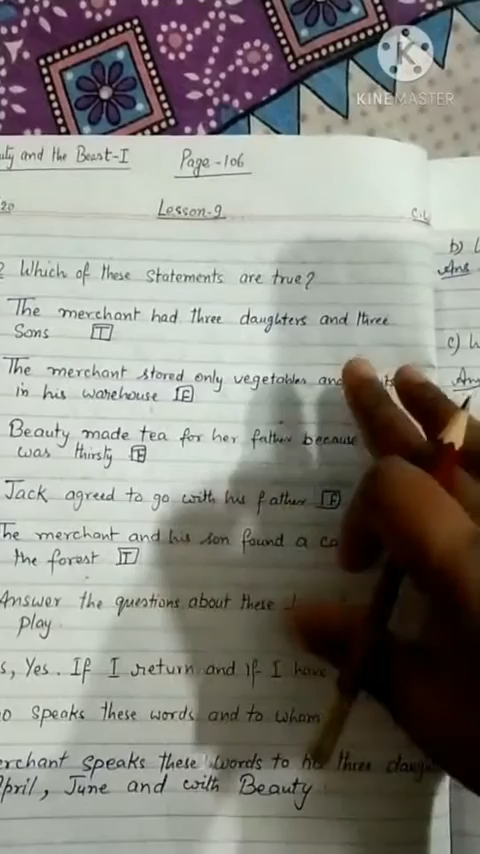 K
KINEMASTER
uty and the Beast-I Page-106
20 Lesson-9 C.W
b)
Ans
? Which of these statements are true?
The merchant had three daughters and three
Sons T
c)
The merchant stored only vegetables and
in his warehouse F
Beauty made tea for her father because
was thirsty F
Jack agreed to go with his father F
The merchant and his son found a
the forest T
Answer the questions about these
play
s, Yes. If I return and if I have
o speaks these words and to whom
erchant speaks these words to his three
April, June and with Beauty